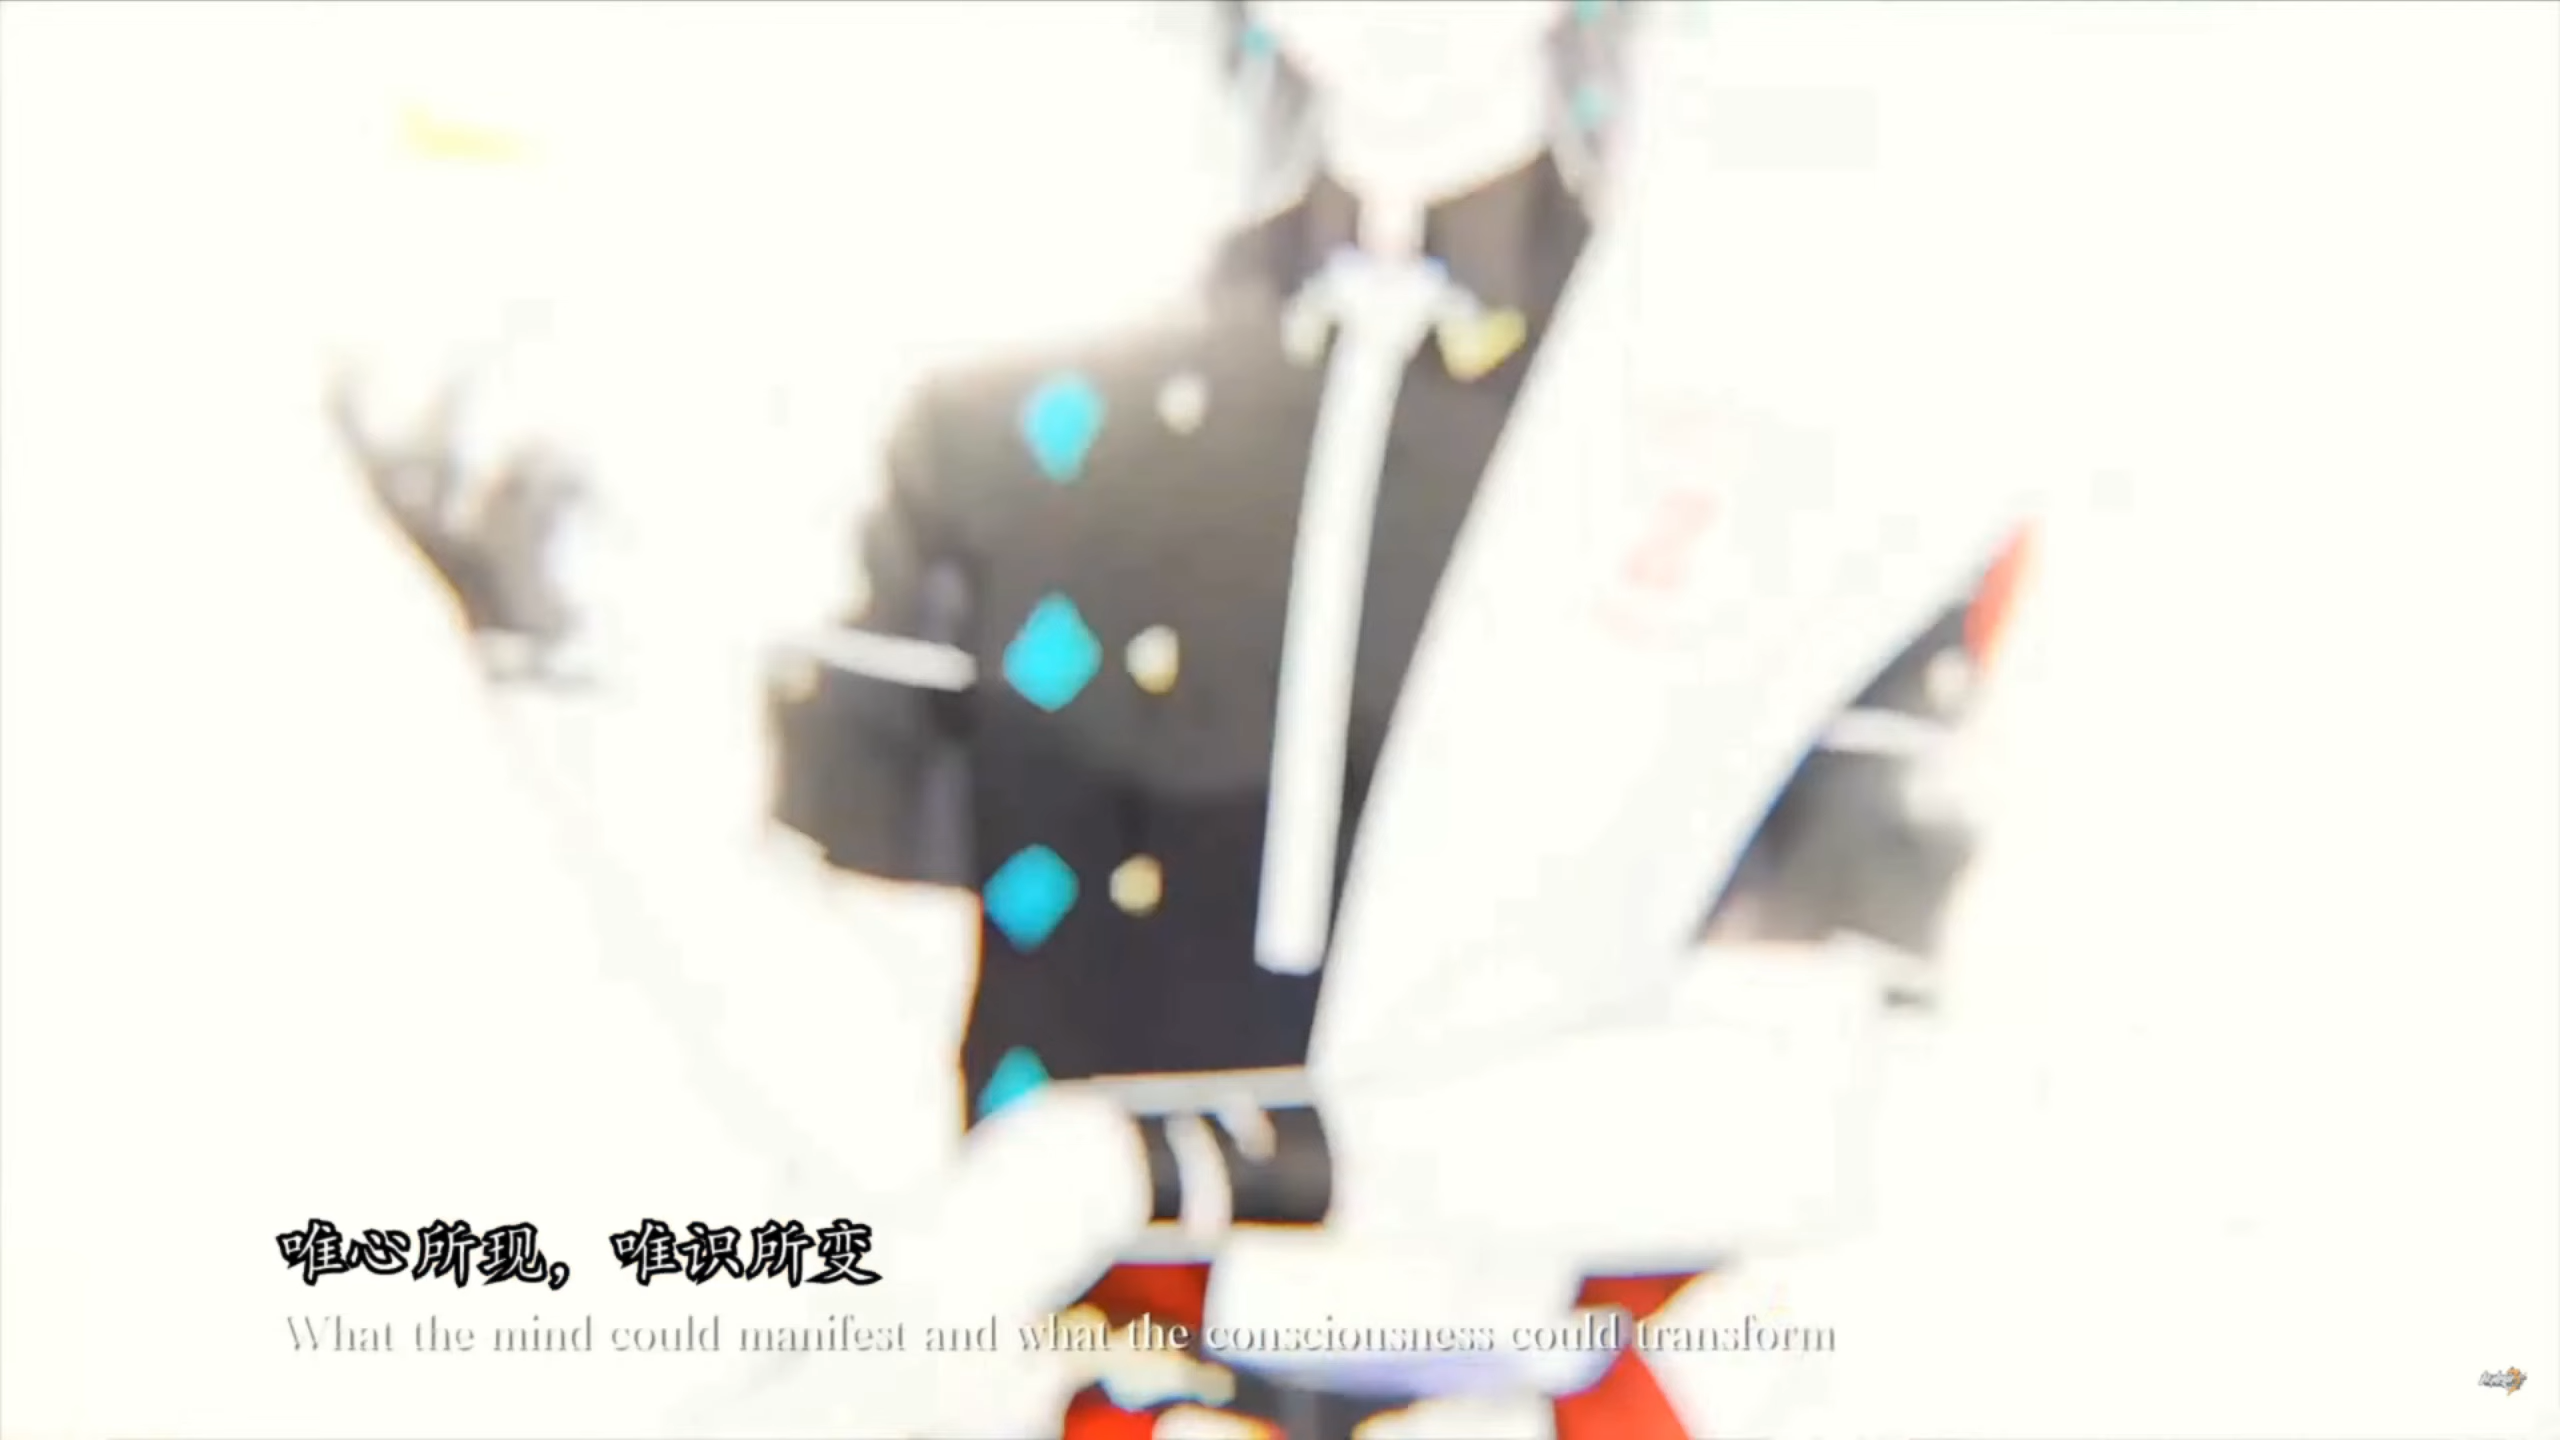 唯心所现，唯识所变
What the mind could manifest and what the consciousness could transform